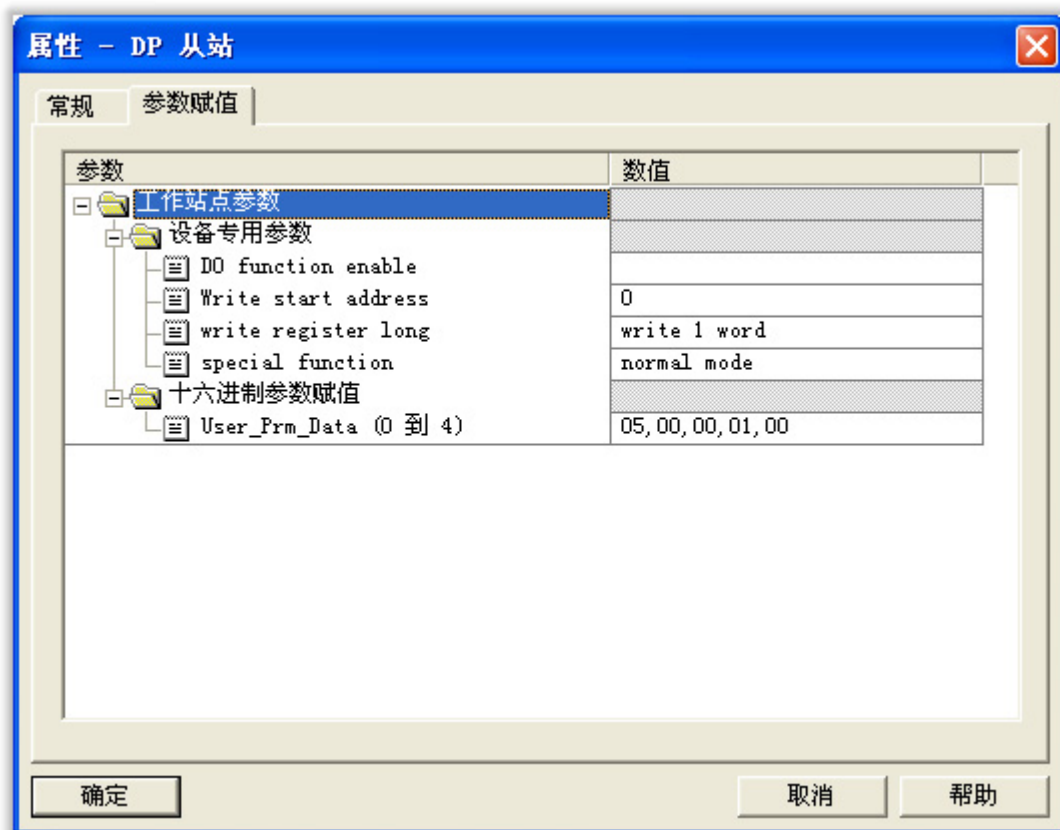 属性 - DP 从站
常规 参数赋值
参数 数值
工作站点参数
设备专用参数
DO function enable
Write start address 0
write register long write 1 word
special function normal mode
十六进制参数赋值
User_Prm_Data (0 到 4) 05,00,00,01,00
确定 取消 帮助